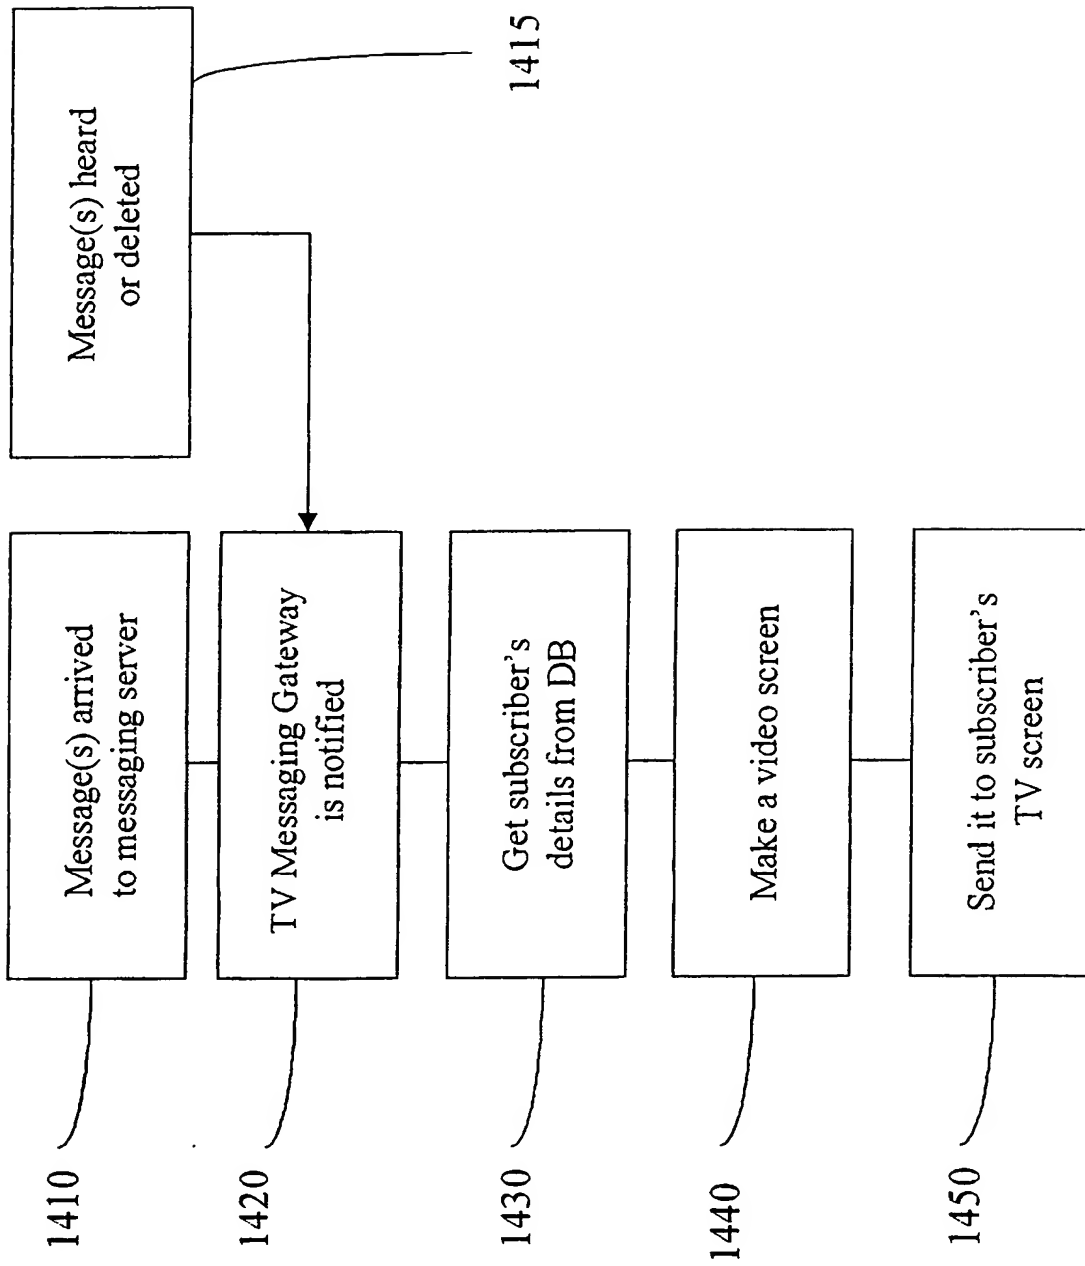 1410
Message(s) arrived
to messaging server
Message(s) heard
or deleted
1415
1420
TV Messaging Gateway
is notified
1430
Get subscriber's
details from DB
1440
Make a video screen
1450
Send it to subscriber's
TV screen